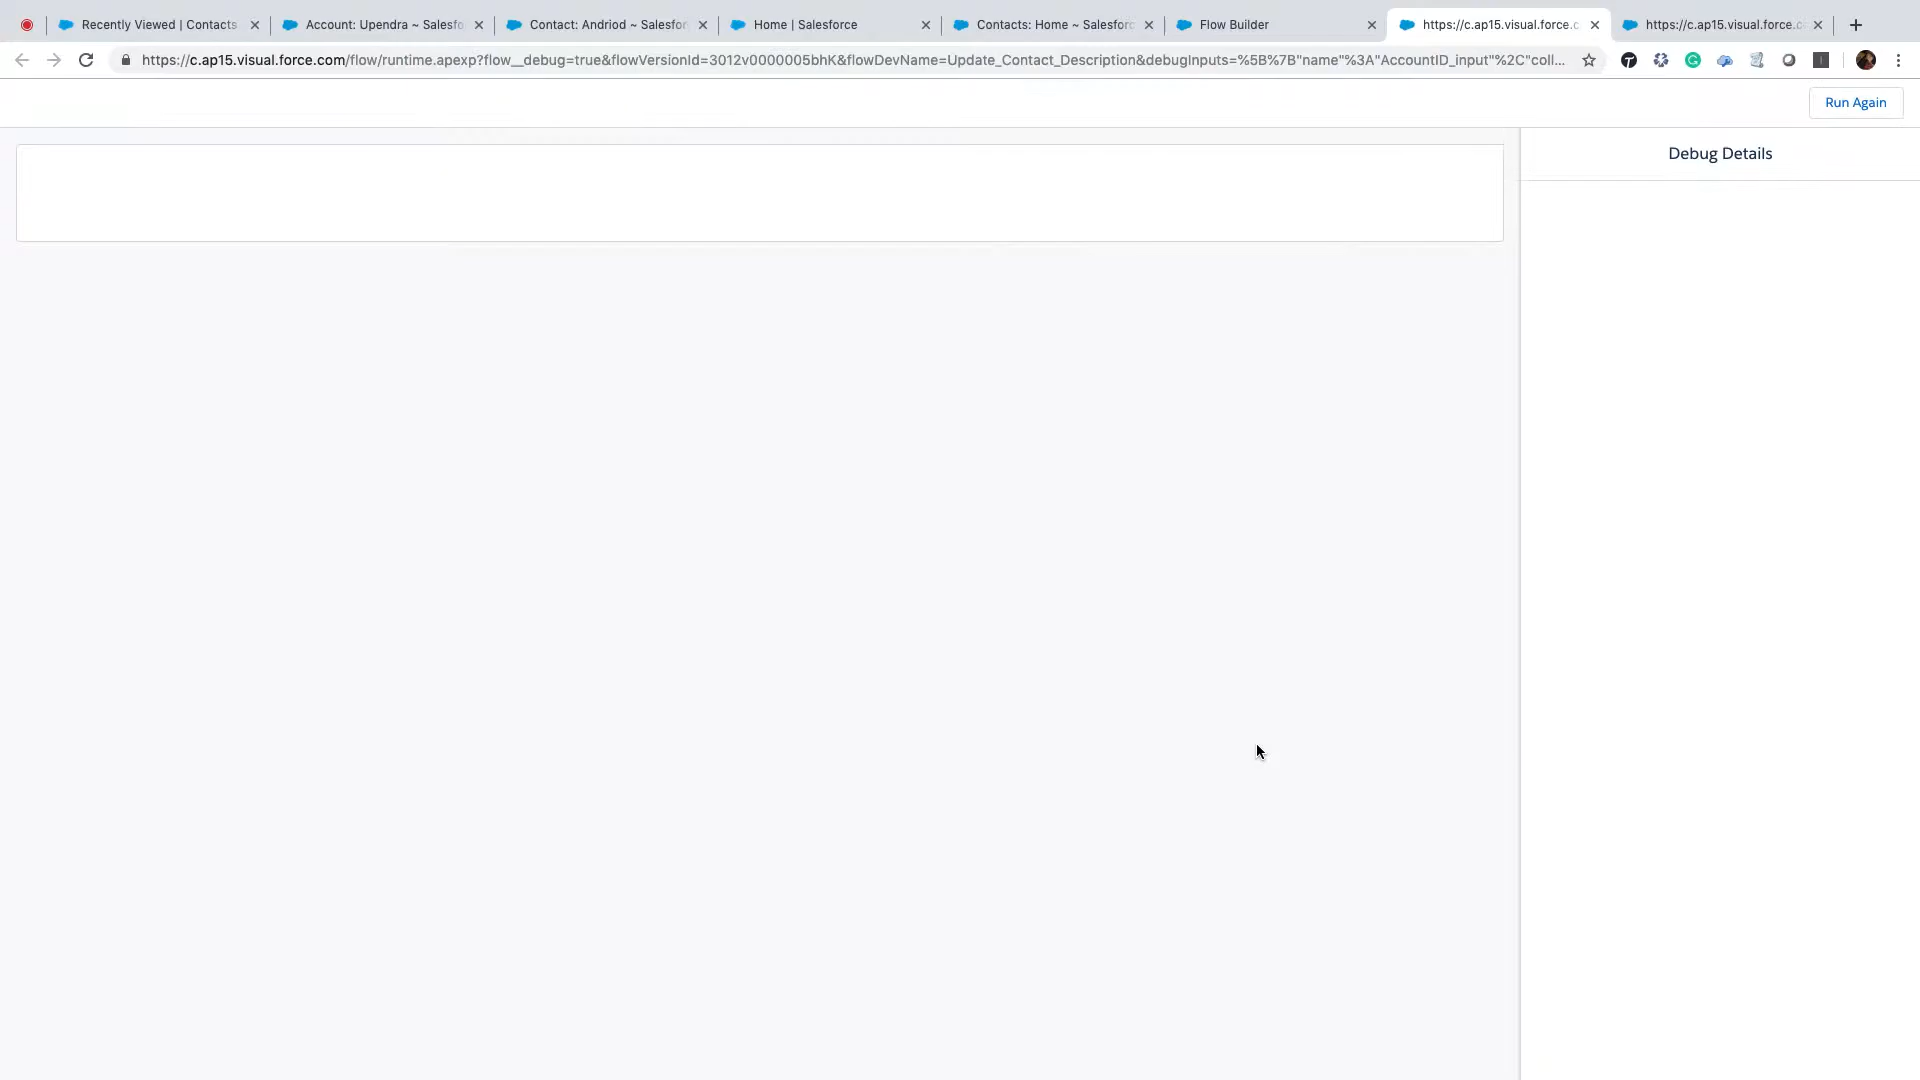 Recently Viewed | Contacts
Account: Upendra ~ Salesfo
Contact: Andriod ~ Salesfor
Home | Salesforce
Contacts: Home ~ Salesforc
Flow Builder
https://c.ap15.visual.force.c
https://c.ap15.visual.force.c
https://c.ap15.visual.force.com/flow/runtime.apexp?flow__debug=true&flowVersionId=3012v0000005bhK&flowDevName=Update_Contact_Description&debugInputs=%5B%7B"name"%3A"AccountID_input"%2C"coll...
Run Again
Debug Details